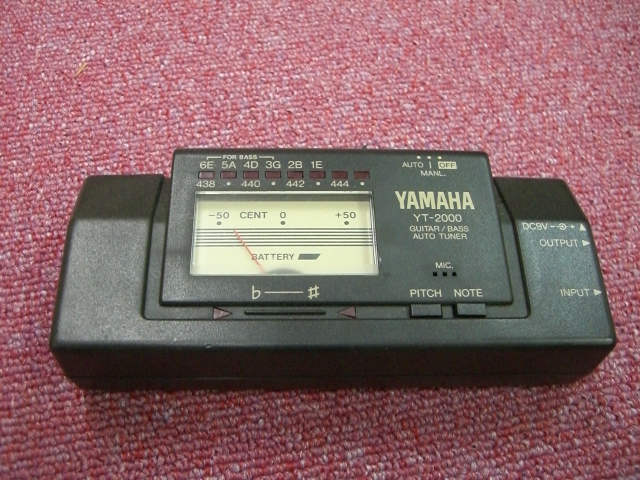 FOR BASS
6E 5A 4D 3G 2B 1E
438 • 440 • 442 • 444 •
-50 CENT 0 +50
BATTERY
♭ ♯
AUTO OFF
MANL.
YAMAHA
YT-2000
GUITAR/BASS
AUTO TUNER
MIC.
PITCH NOTE
DC9V
OUTPUT
INPUT